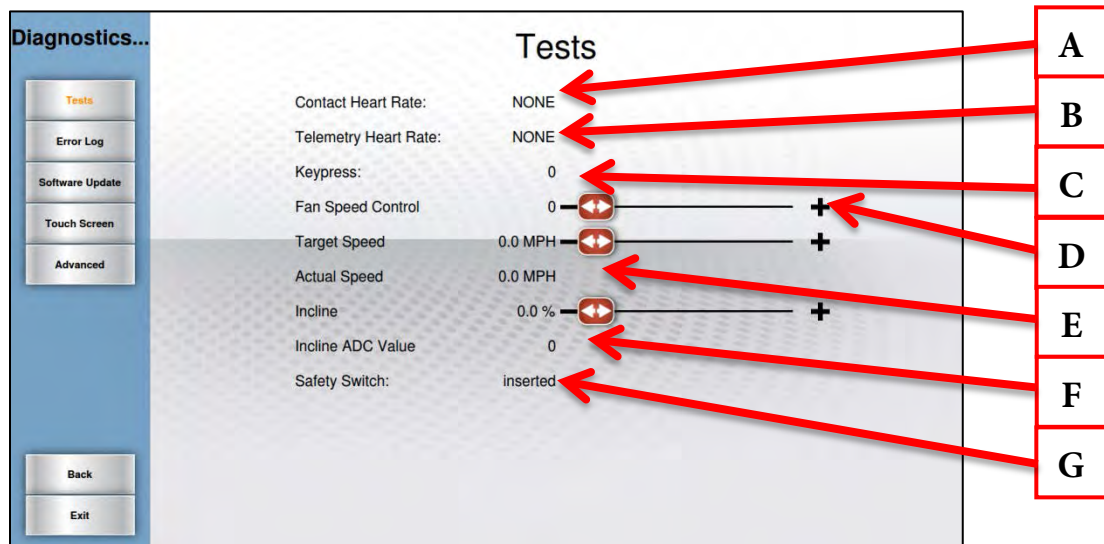 Diagnostics...
Tests
Error Log
Software Update
Touch Screen
Advanced
Back
Exit
Tests
Contact Heart Rate: NONE
Telemetry Heart Rate: NONE
Keypress: 0
Fan Speed Control 0
Target Speed 0.0 MPH
Actual Speed 0.0 MPH
Incline 0.0 %
Incline ADC Value 0
Safety Switch: inserted
A
B
C
D
E
F
G